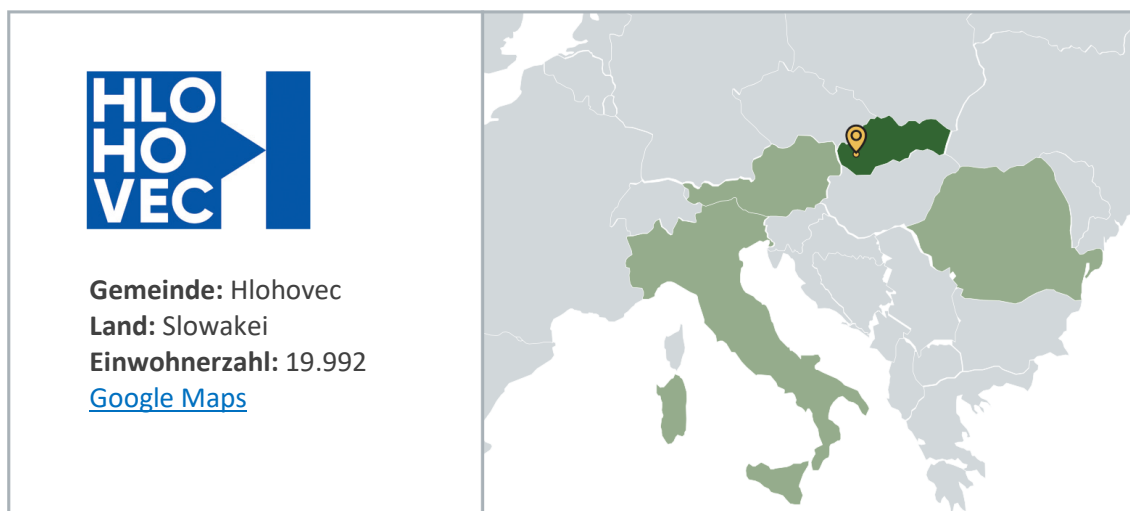 HLO
HO
VEC
Gemeinde: Hlohovec
Land: Slowakei
Einwohnerzahl: 19.992
Google Maps